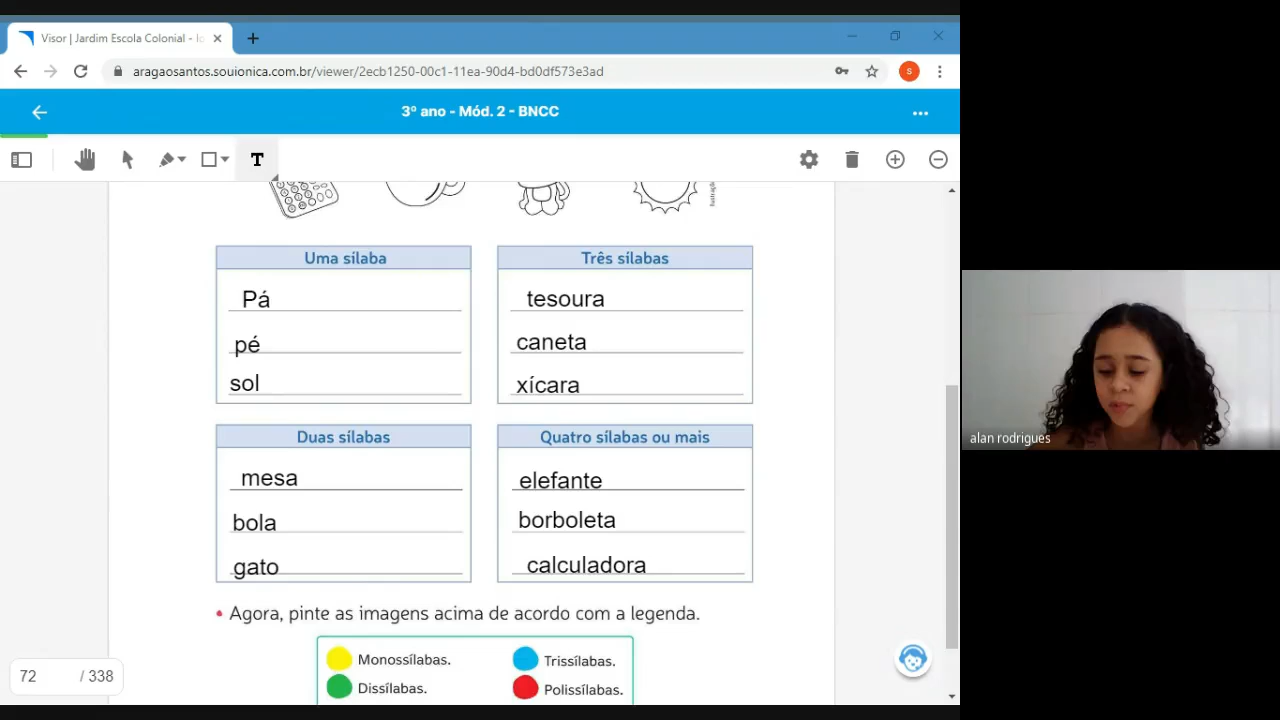 Visor | Jardim Escola Colonial - Io
aragaosantos.souionica.com.br/viewer/2ecb1250-00c1-11ea-90d4-bd0df573e3ad
S
3º ano - Mód. 2 - BNCC
T
Uma sílaba
Pá
pé
sol
Três sílabas
tesoura
caneta
xícara
Duas sílabas
mesa
bola
gato
Quatro sílabas ou mais
elefante
borboleta
calculadora
• Agora, pinte as imagens acima de acordo com a legenda.
Monossílabas.
Trissílabas.
Dissílabas.
Polissílabas.
72 / 338
alan rodrigues